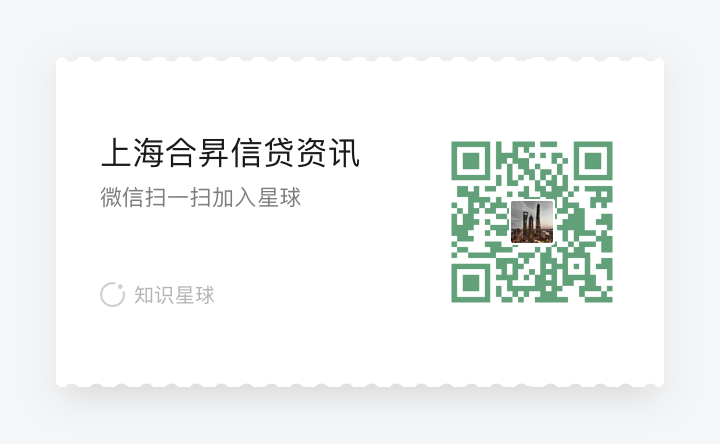 上海合昇信贷资讯
微信扫一扫加入星球
知识星球